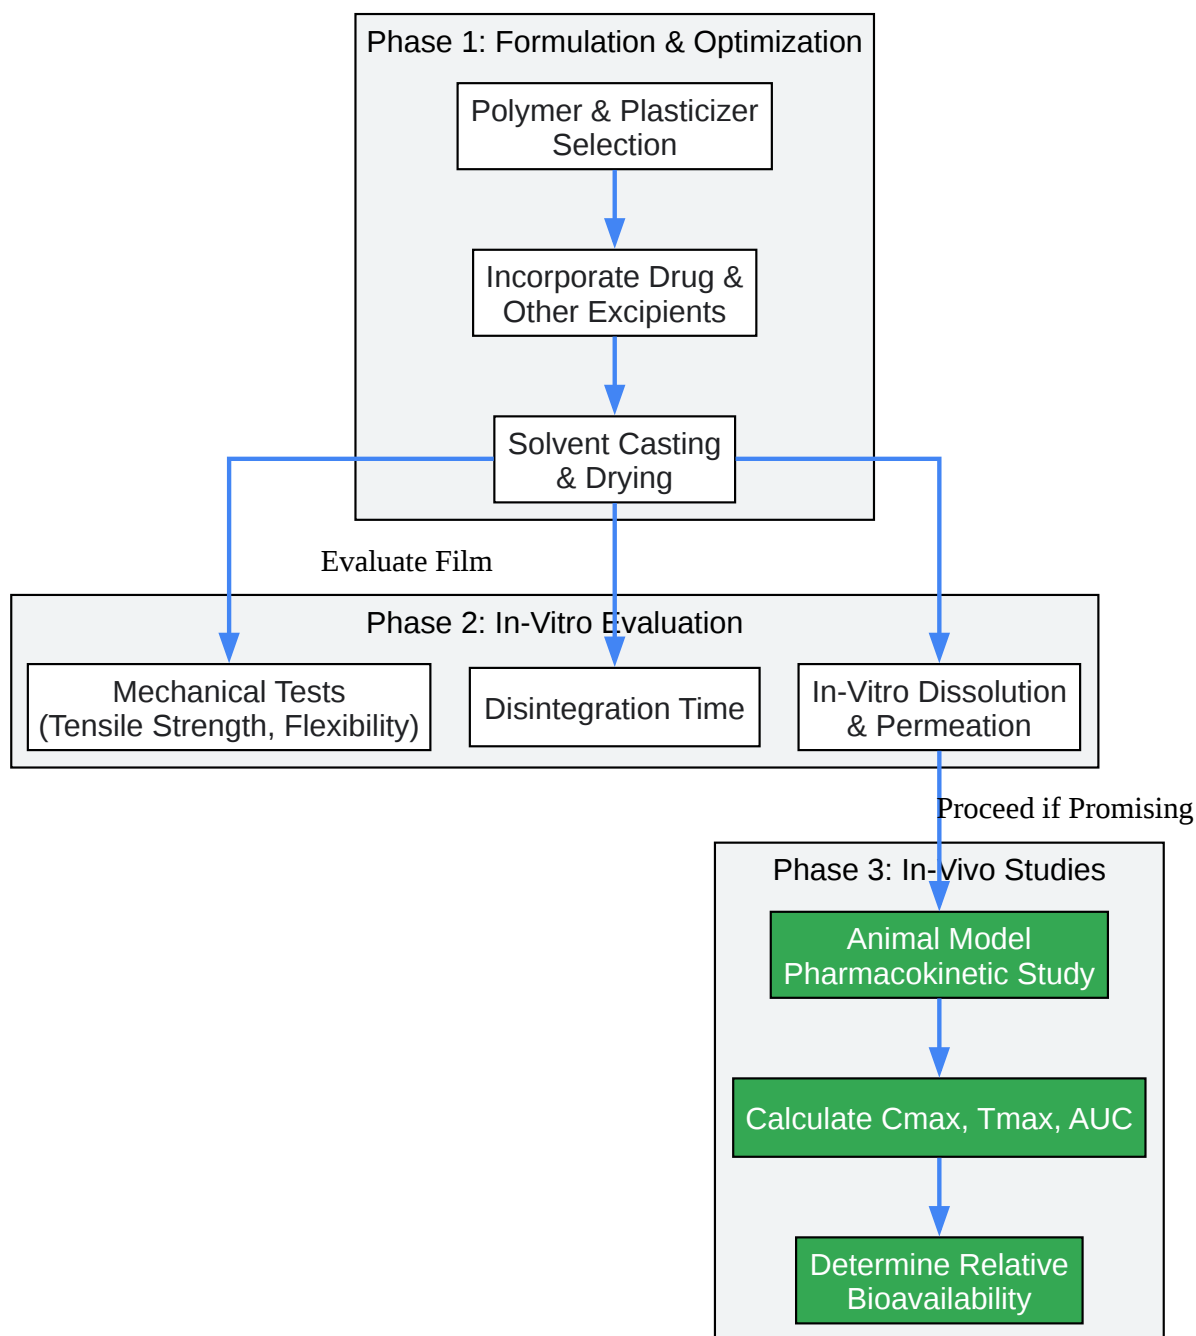 Phase 1: Formulation & Optimization
Polymer & Plasticizer
Selection
Incorporate Drug &
Other Excipients
Solvent Casting
& Drying
Evaluate Film
Phase 2: In-Vitro Evaluation
Mechanical Tests
(Tensile Strength, Flexibility)
Disintegration Time
In-Vitro Dissolution
& Permeation
Proceed if Promising
Phase 3: In-Vivo Studies
Animal Model
Pharmacokinetic Study
Calculate Cmax, Tmax, AUC
Determine Relative
Bioavailability